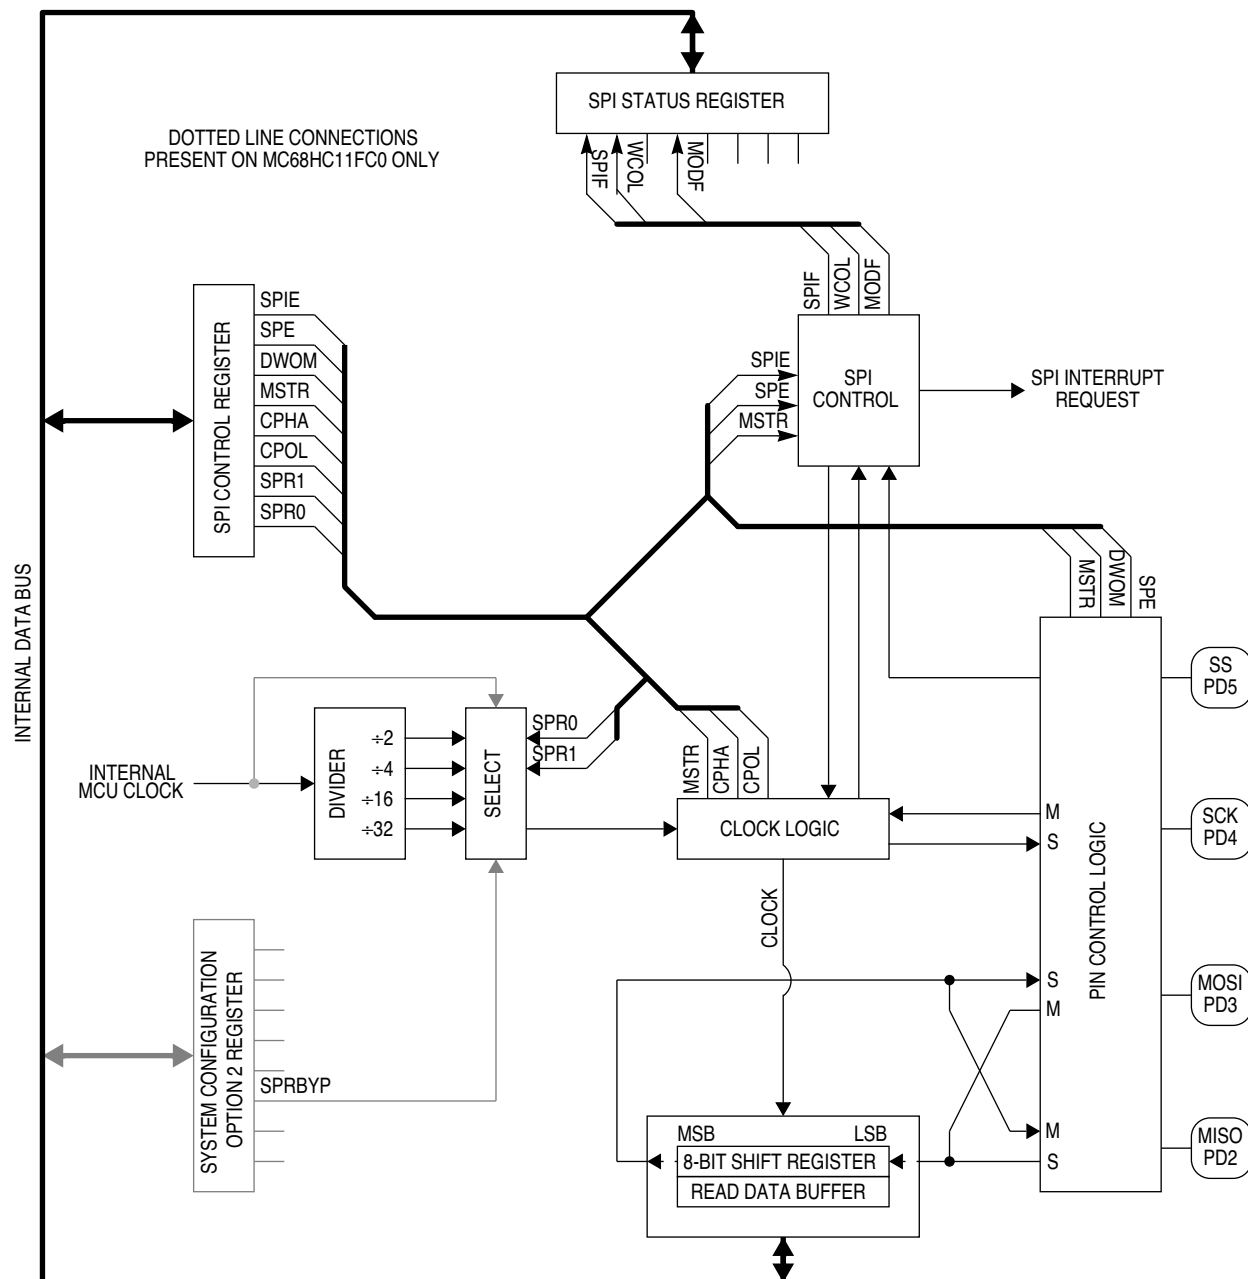 SPI STATUS REGISTER
DOTTED LINE CONNECTIONS
PRESENT ON MC68HC11FC0 ONLY
SPIF
WCOL
MODF
SPIF
WCOL
MODF
SPI CONTROL REGISTER
SPIE
SPE
DWOM
MSTR
CPHA
CPOL
SPR1
SPR0
SPIE
SPE
MSTR
SPI
CONTROL
SPI INTERRUPT
REQUEST
INTERNAL DATA BUS
MSTR
DWOM
SPE
SS
PD5
INTERNAL
MCU CLOCK
DIVIDER
÷2
÷4
÷16
÷32
SELECT
SPR0
SPR1
MSTR
CPHA
CPOL
CLOCK LOGIC
M
S
SCK
PD4
PIN CONTROL LOGIC
CLOCK
SYSTEM CONFIGURATION
OPTION 2 REGISTER
SPRBYP
S
M
MOSI
PD3
MSB
LSB
8-BIT SHIFT REGISTER
READ DATA BUFFER
M
S
MISO
PD2